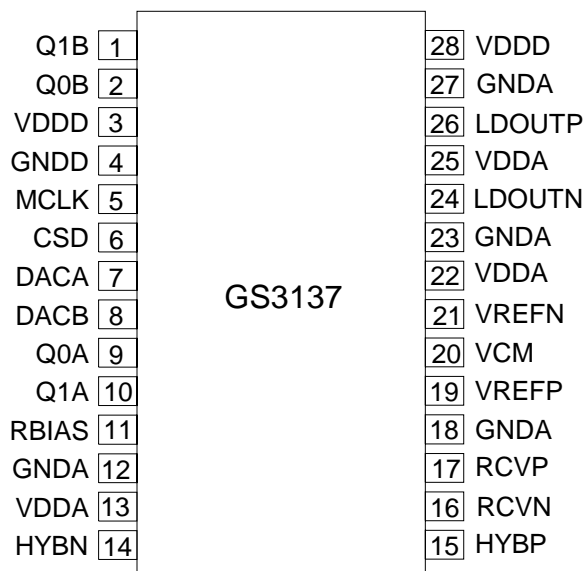 Q1B 1 28 VDDD
Q0B 2 27 GNDA
VDDD 3 26 LDOUTP
GNDD 4 25 VDDA
MCLK 5 24 LDOUTN
CSD 6 23 GNDA
DACA 7 22 VDDA
GS3137
DACB 8 21 VREFN
Q0A 9 20 VCM
Q1A 10 19 VREFP
RBIAS 11 18 GNDA
GNDA 12 17 RCVP
VDDA 13 16 RCVN
HYBN 14 15 HYBP